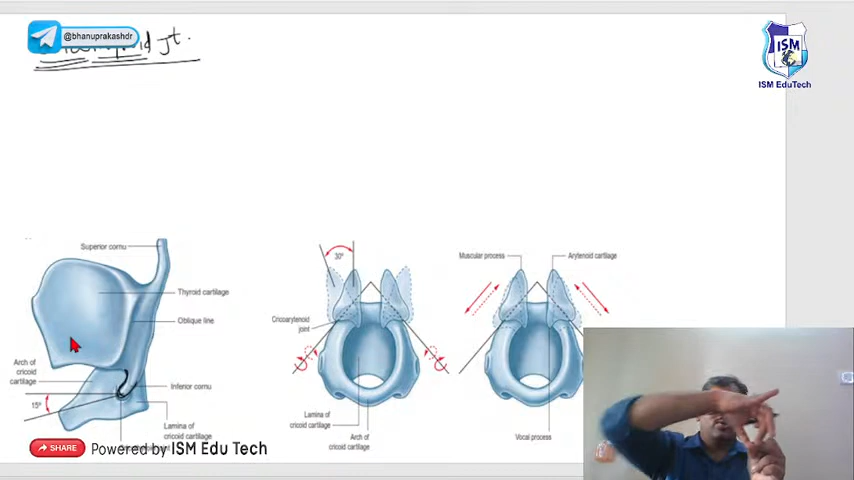 @bhanuprakashdr
Jt.
ISM
ISM EduTech
Superior cornu
Thyroid cartilage
Oblique line
Arch of
cricoid
cartilage
15°
Inferior cornu
Lamina of
cricoid cartilage
30°
Cricoarytenoid
joint
Lamina of
cricoid cartilage
Arch of
cricoid cartilage
Muscular process
Arytenoid cartilage
Vocal process
SHARE
Powered by ISM Edu Tech